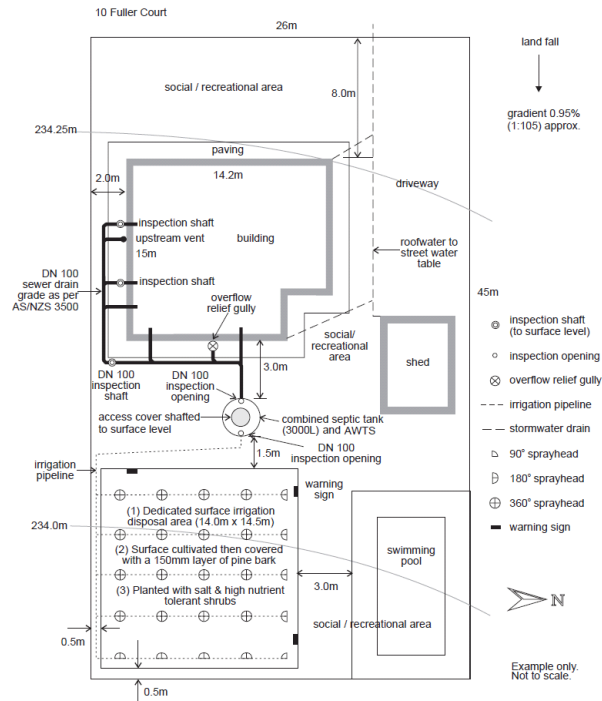 10 Fuller Court
26m
land fall
social / recreational area
8.0m
gradient 0.95%
(1:105) approx.
234.25m
paving
14.2m
2.0m
driveway
inspection shaft
upstream vent
building
15m
roofwater to
street water
table
DN 100
sewer drain
grade as per
AS/NZS 3500
inspection shaft
overflow
relief gully
45m
inspection shaft
(to surface level)
social/
recreational
area
shed
inspection opening
3.0m
DN 100
inspection
shaft
DN 100
inspection
opening
overflow relief gully
access cover shafted
to surface level
combined septic tank
(3000L) and AWTS
irrigation pipeline
DN 100
inspection opening
stormwater drain
1.5m
irrigation
pipeline
90° sprayhead
warning
sign
180° sprayhead
360° sprayhead
(1) Dedicated surface irrigation
disposal area (14.0m x 14.5m)
warning sign
234.0m
(2) Surface cultivated then covered
with a 150mm layer of pine bark
swimming
pool
(3) Planted with salt & high nutrient
tolerant shrubs
3.0m
N
0.5m
social / recreational area
0.5m
Example only.
Not to scale.